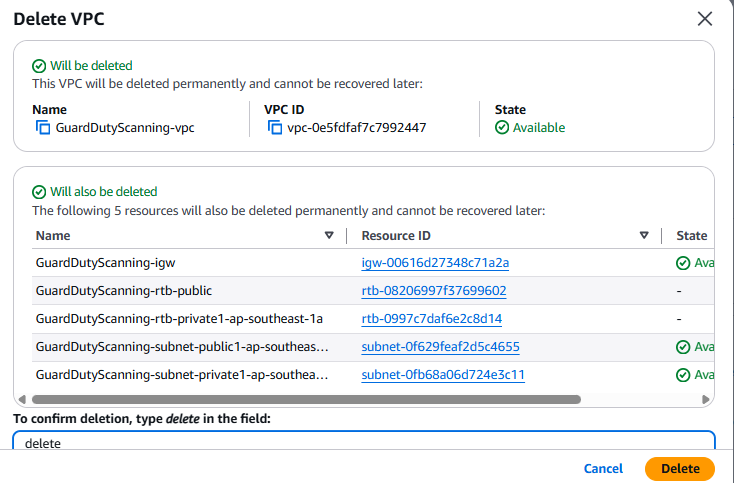 Delete VPC
Will be deleted
This VPC will be deleted permanently and cannot be recovered later:
Name VPC ID State
GuardDutyScanning-vpc vpc-0e5fdfaf7c7992447 Available
Will also be deleted
The following 5 resources will also be deleted permanently and cannot be recovered later:
Name Resource ID State
GuardDutyScanning-igw igw-00616d27348c71a2a Ava
GuardDutyScanning-rtb-public rtb-08206997f37699602 -
GuardDutyScanning-rtb-private1-ap-southeast-1a rtb-0997c7daf6e2c8d14 -
GuardDutyScanning-subnet-public1-ap-southeas... subnet-0f629feaf2d5c4655 Ava
GuardDutyScanning-subnet-private1-ap-southea... subnet-0fb68a06d724e3c11 Ava
To confirm deletion, type delete in the field:
delete
Cancel Delete